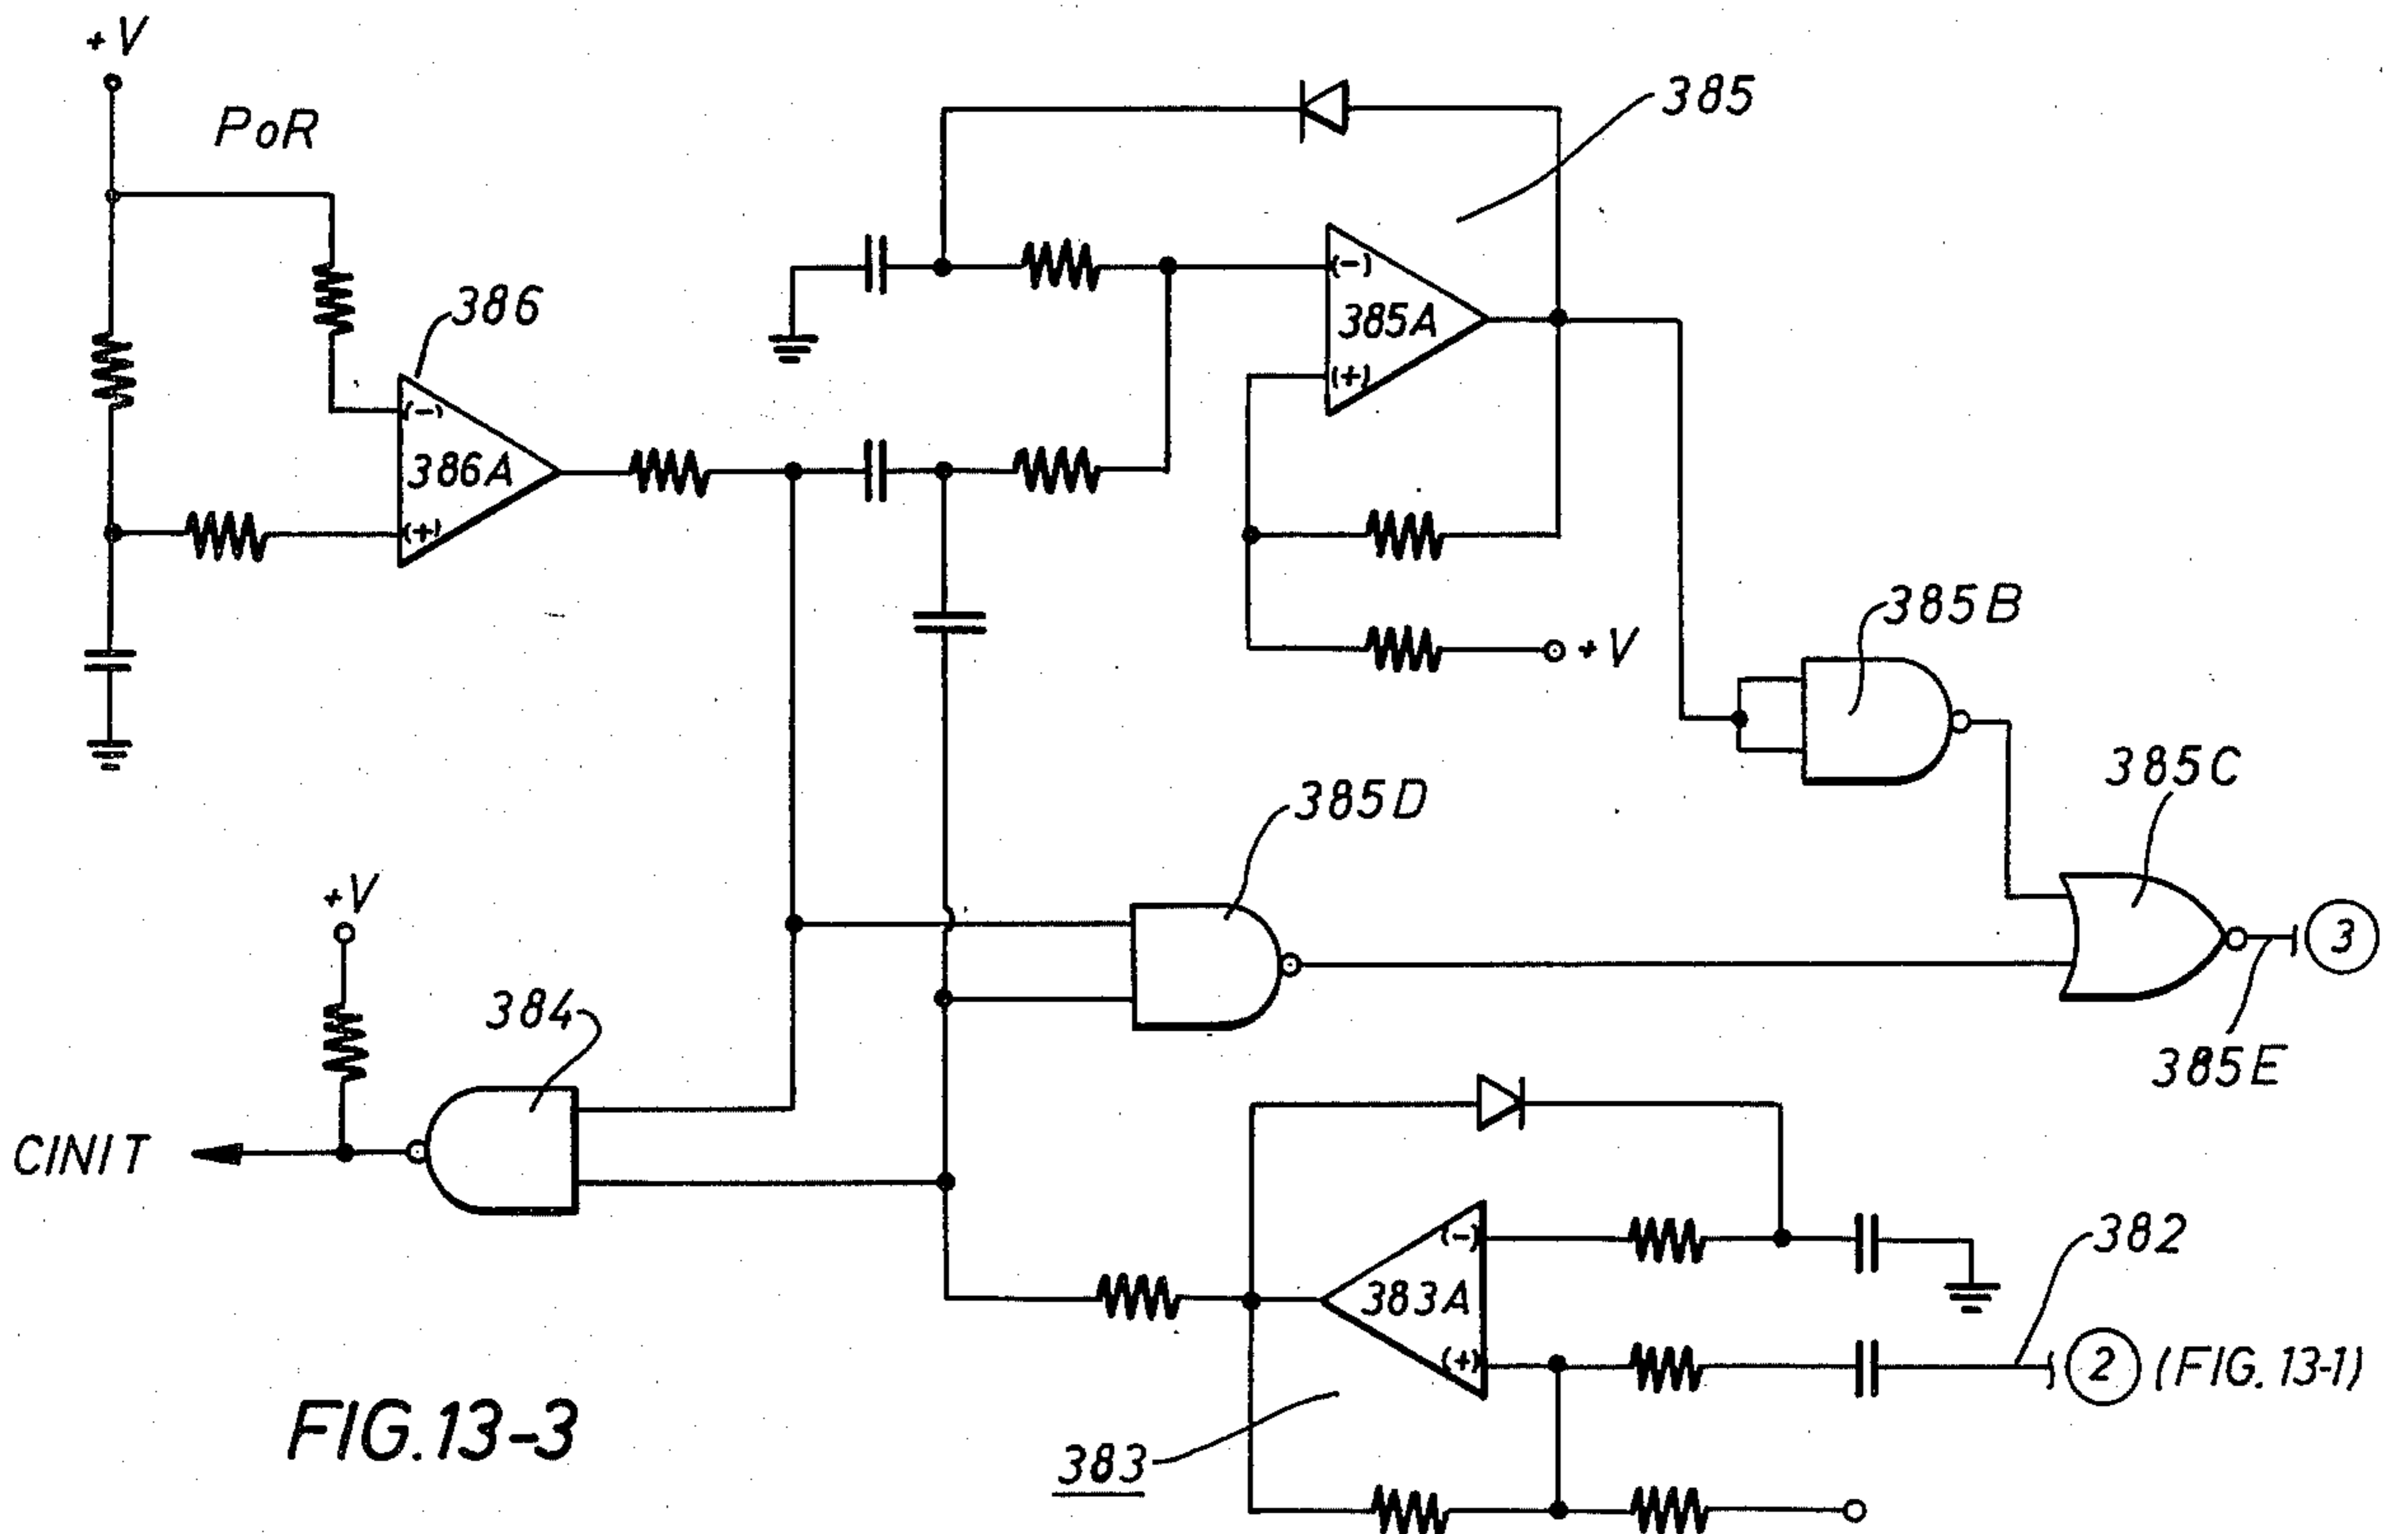 +V
PoR
385
386
(-)
385A
(+)
(-)
386A
(+)
+V
385B
385C
385D
3
+V
385E
384
CINIT
(-)
383A
(+)
382
2 (FIG. 13-1)
383
FIG. 13-3